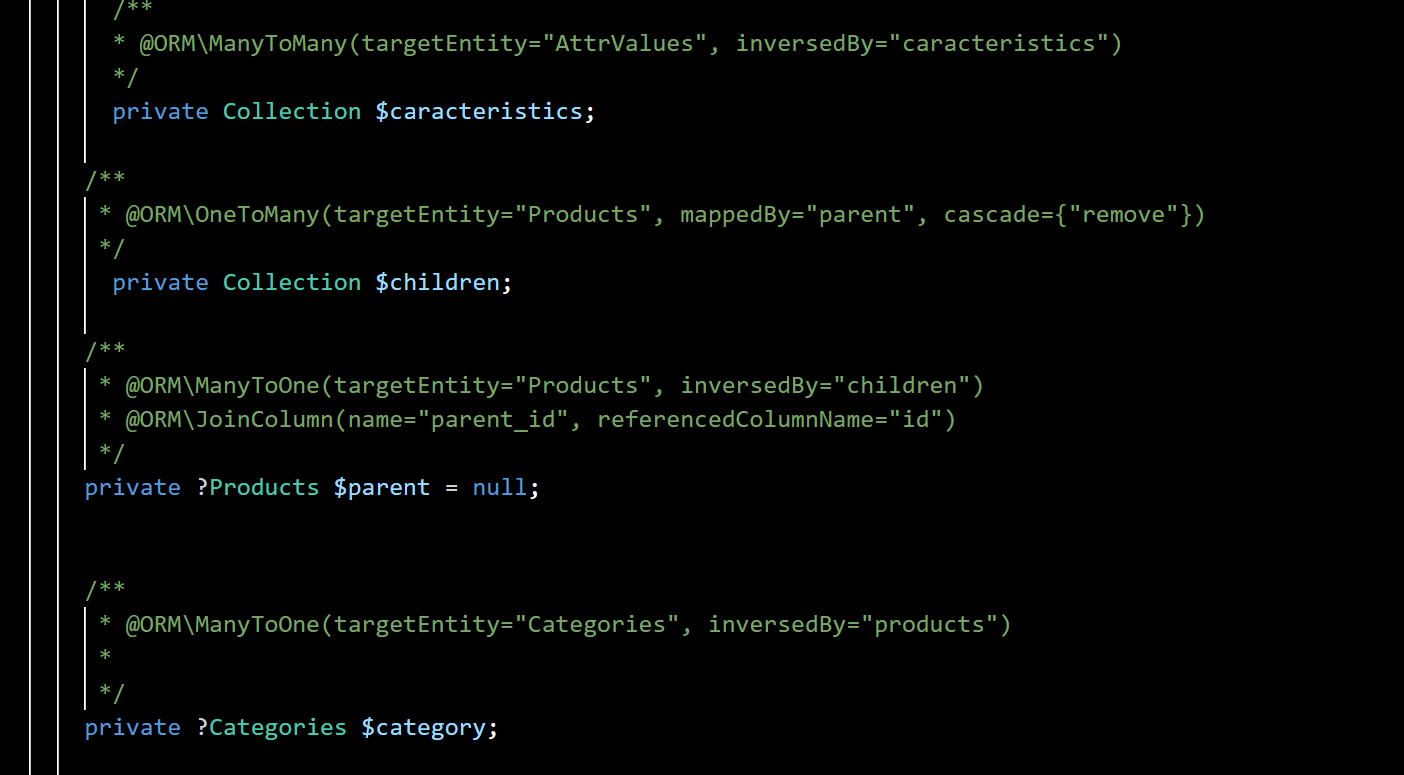 /**
* @ORM\ManyToMany(targetEntity="AttrValues", inversedBy="caracteristics")
*/
private Collection $caracteristics;
/**
* @ORM\OneToMany(targetEntity="Products", mappedBy="parent", cascade={"remove"})
*/
private Collection $children;
/**
* @ORM\ManyToOne(targetEntity="Products", inversedBy="children")
* @ORM\JoinColumn(name="parent_id", referencedColumnName="id")
*/
private ?Products $parent = null;
/**
* @ORM\ManyToOne(targetEntity="Categories", inversedBy="products")
*
*/
private ?Categories $category;